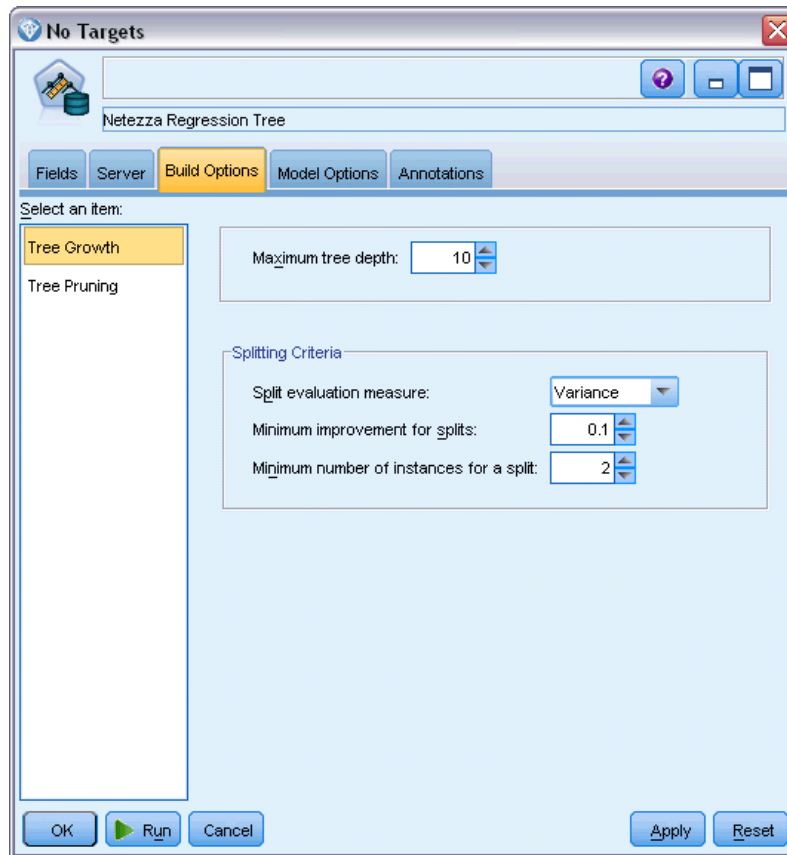 No Targets
Netezza Regression Tree
Fields Server Build Options Model Options Annotations
Select an item:
Tree Growth
Tree Pruning
Maximum tree depth: 10
Splitting Criteria
Split evaluation measure: Variance
Minimum improvement for splits: 0.1
Minimum number of instances for a split: 2
OK Run Cancel Apply Reset